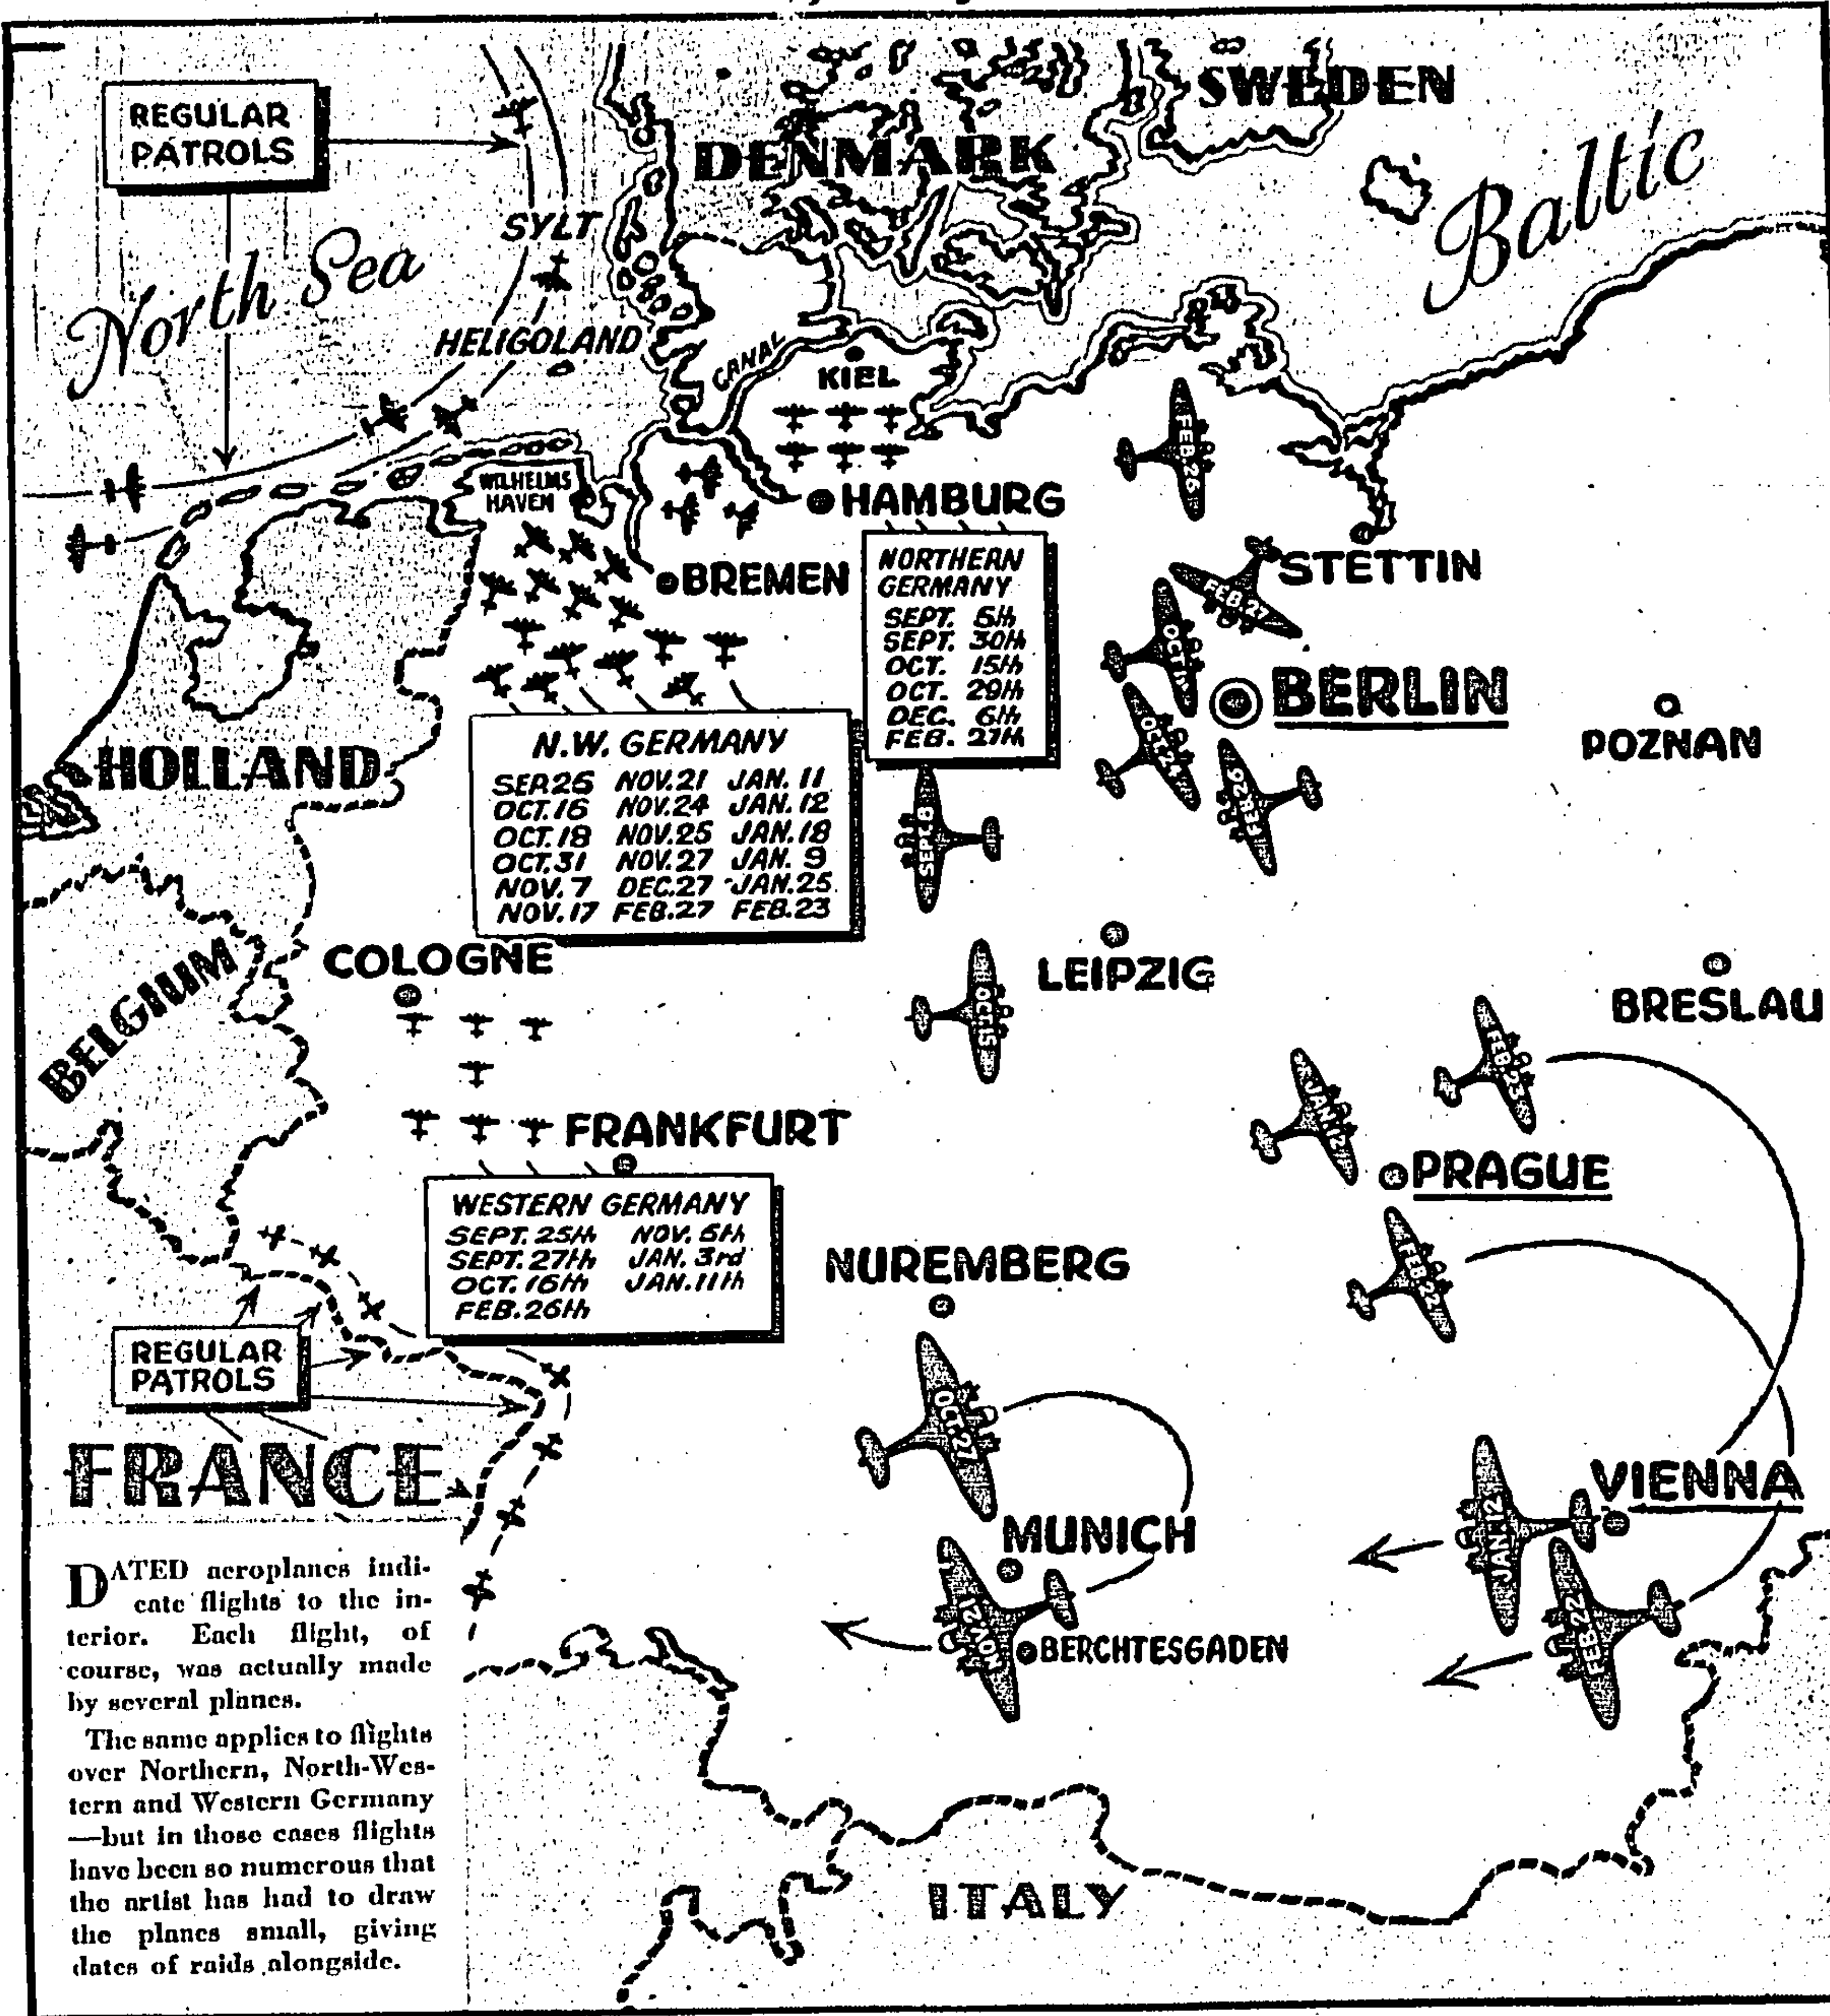 REGULAR
PATROLS
SWEDEN
DENMARK
Baltic
North Sea
SYLT
HELIGOLAND
CANAL
KIEL
WILHELMS
HAVEN
HAMBURG
BREMEN
FEB.26
STETTIN
FEB.27
OCT.1
BERLIN
OCT.24
FEB.26
POZNAN
NORTHERN
GERMANY
SEPT. 5th
SEPT. 30th
OCT. 15th
OCT. 29th
DEC. 6th
FEB. 27th
HOLLAND
N.W. GERMANY
SEP.26 NOV.21 JAN. 11
OCT.16 NOV.24 JAN. 12
OCT.18 NOV.25 JAN.18
OCT.31 NOV.27 JAN. 9
NOV. 7 DEC.27 JAN.25
NOV.17 FEB.27 FEB.23
BELGIUM
COLOGNE
LEIPZIG
OCT.15
BRESLAU
FEB.23
JAN.12
PRAGUE
FEB.22
FRANKFURT
WESTERN GERMANY
SEPT.25th NOV. 5th
SEPT.27th JAN. 3rd
OCT.16th JAN.11th
FEB.26th
NUREMBERG
REGULAR
PATROLS
OCT.27
FRANCE
MUNICH
NOV.21
BERCHTESGADEN
VIENNA
JAN.12
FEB.22
DATED aeroplanes indi-
cate flights to the in-
terior. Each flight, of
course, was actually made
by several planes.
The same applies to flights
over Northern, North-Wes-
tern and Western Germany
—but in those cases flights
have been so numerous that
the artist has had to draw
the planes small, giving
dates of raids alongside.
ITALY